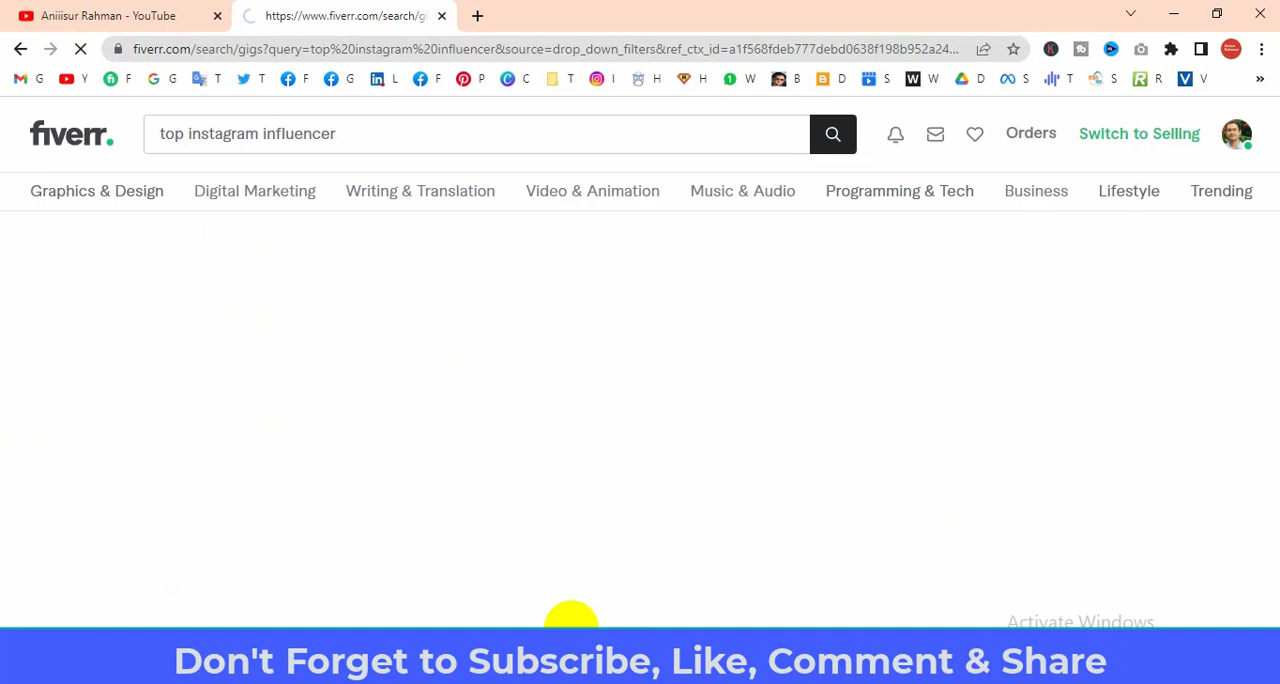 Aniiisur Rahman - YouTube
https://www.fiverr.com/search/gi
fiverr.com/search/gigs?query=top%20instagram%20influencer&source=drop_down_filters&ref_ctx_id=a1f568fdeb777debd0638f198b952a24...
G Y F G T F F L F P C T I H H W B D S W D S T S R V »
fiverr. top instagram influencer Orders Switch to Selling
Graphics & Design Digital Marketing Writing & Translation Video & Animation Music & Audio Programming & Tech Business Lifestyle Trending
Activate Windows
Don't Forget to Subscribe, Like, Comment & Share